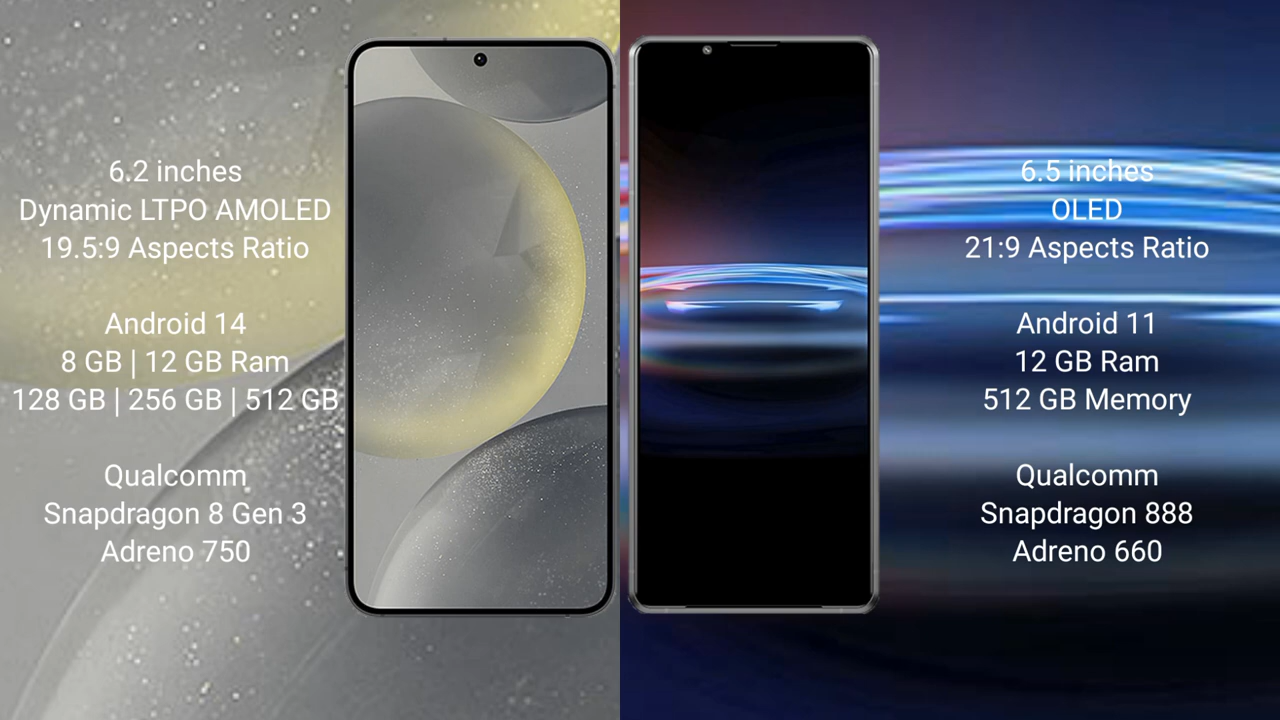 6.2 inches
Dynamic LTPO AMOLED
19.5:9 Aspects Ratio
Android 14
8 GB | 12 GB Ram
128 GB | 256 GB | 512 GB
Qualcomm
Snapdragon 8 Gen 3
Adreno 750
6.5 inches
OLED
21:9 Aspects Ratio
Android 11
12 GB Ram
512 GB Memory
Qualcomm
Snapdragon 888
Adreno 660